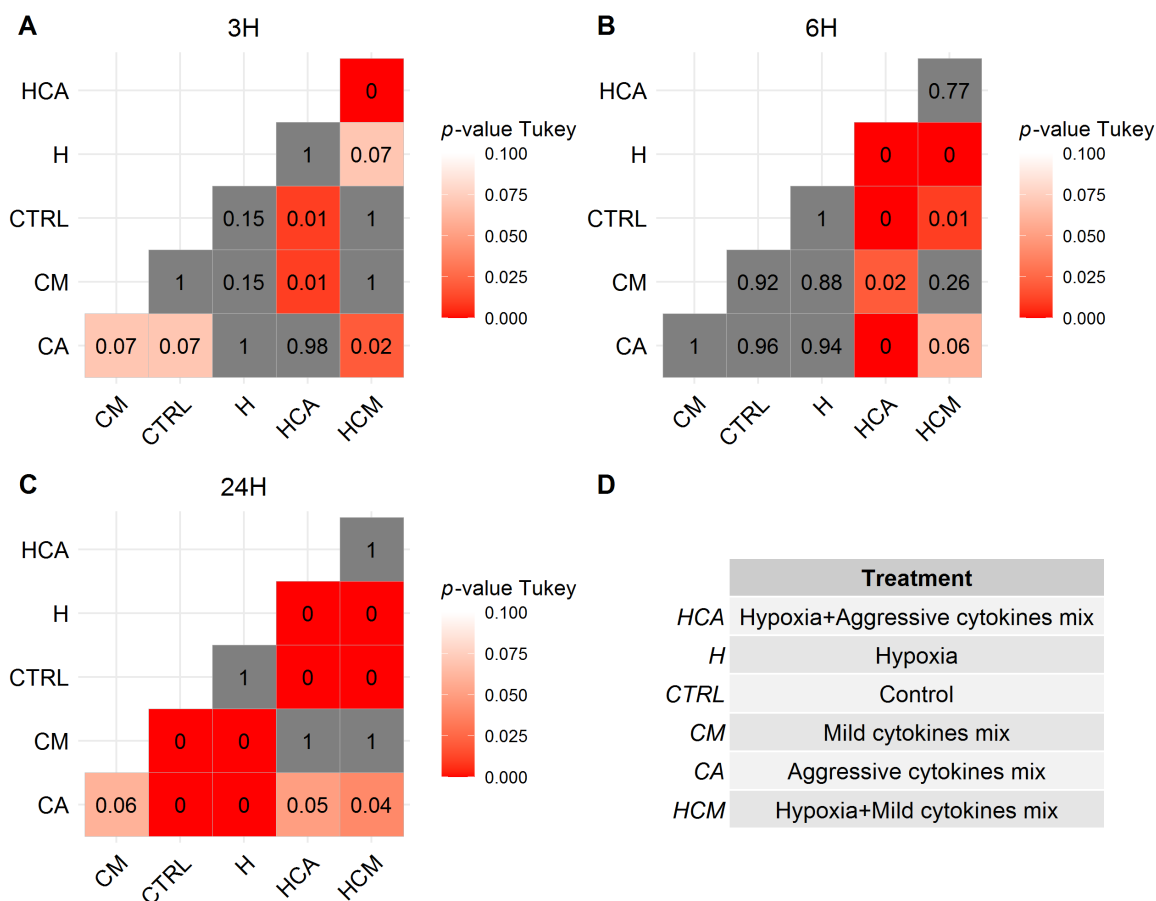 A
3H
HCA
0
H
1 0.07
CTRL
0.15 0.01 1
CM
1 0.15 0.01 1
CA
0.07 0.07 1 0.98 0.02
CM CTRL H HCA HCM
p-value Tukey
0.100
0.075
0.050
0.025
0.000
B
6H
HCA
0.77
H
0 0
CTRL
1 0 0.01
CM
0.92 0.88 0.02 0.26
CA
1 0.96 0.94 0 0.06
CM CTRL H HCA HCM
p-value Tukey
0.100
0.075
0.050
0.025
0.000
C
24H
HCA
1
H
0 0
CTRL
1 0 0
CM
0 0 1 1
CA
0.06 0 0 0.05 0.04
CM CTRL H HCA HCM
p-value Tukey
0.100
0.075
0.050
0.025
0.000
D
Treatment
HCA Hypoxia+Aggressive cytokines mix
H Hypoxia
CTRL Control
CM Mild cytokines mix
CA Aggressive cytokines mix
HCM Hypoxia+Mild cytokines mix